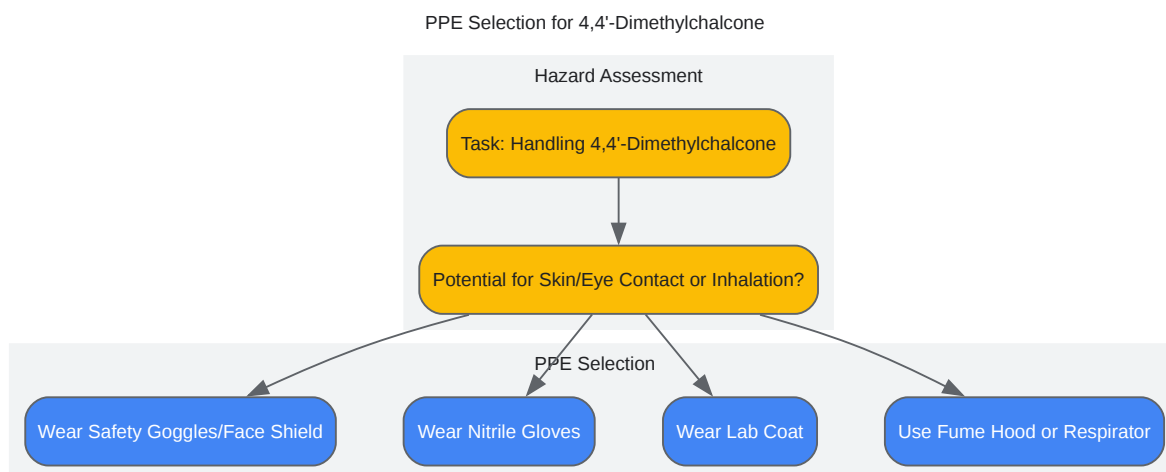 PPE Selection for 4,4'-Dimethylchalcone
Hazard Assessment
Task: Handling 4,4'-Dimethylchalcone
Potential for Skin/Eye Contact or Inhalation?
PPE Selection
Wear Safety Goggles/Face Shield
Wear Nitrile Gloves
Wear Lab Coat
Use Fume Hood or Respirator